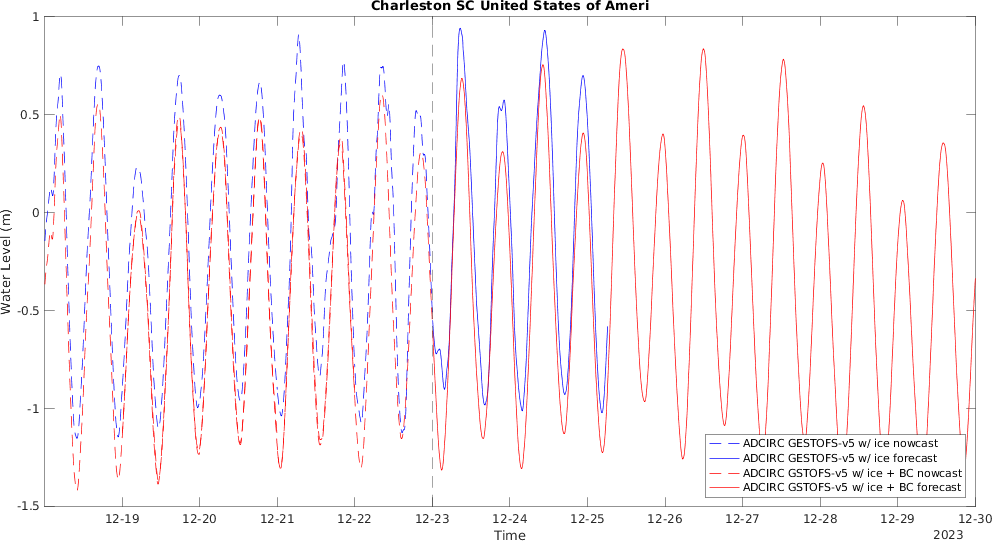 Charleston SC United States of Ameri
Water Level (m)
1
0.5
0
-0.5
-1
-1.5
12-19 12-20 12-21 12-22 12-23 12-24 12-25 12-26 12-27 12-28 12-29 12-30
Time
2023
ADCIRC GESTOFS-v5 w/ ice nowcast
ADCIRC GESTOFS-v5 w/ ice forecast
ADCIRC GSTOFS-v5 w/ ice + BC nowcast
ADCIRC GSTOFS-v5 w/ ice + BC forecast